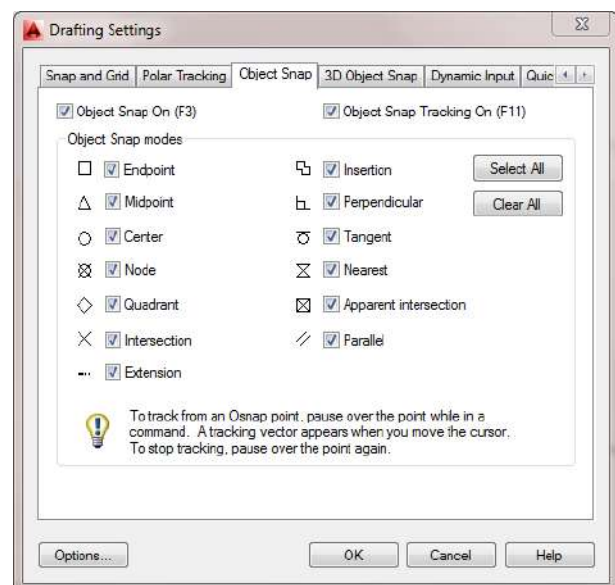 Drafting Settings
Snap and Grid Polar Tracking Object Snap 3D Object Snap Dynamic Input Quic
Object Snap On (F3) Object Snap Tracking On (F11)
Object Snap modes
Endpoint Insertion Select All
Midpoint Perpendicular Clear All
Center Tangent
Node Nearest
Quadrant Apparent intersection
Intersection Parallel
Extension
To track from an Osnap point, pause over the point while in a
command. A tracking vector appears when you move the cursor.
To stop tracking, pause over the point again.
Options... OK Cancel Help